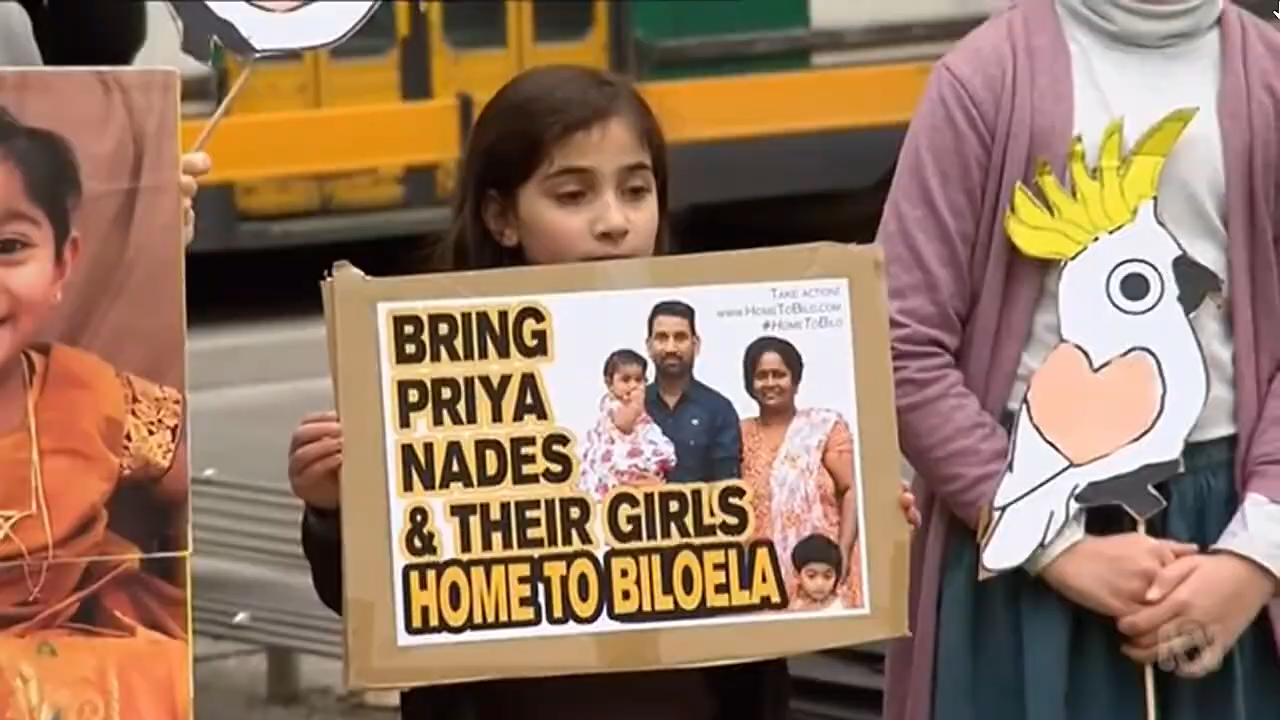 BRING
PRIYA
NADES
& THEIR GIRLS
HOME TO BILOELA
TAKE ACTION!
www.HomeToBilo.com
#HomeToBilo